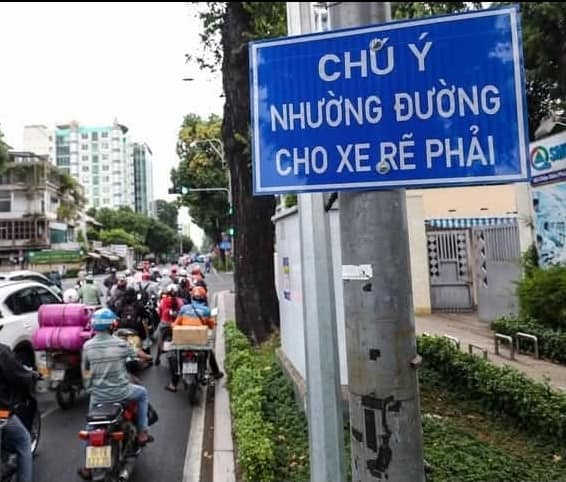 CHÚ Ý
NHƯỜNG ĐƯỜNG
CHO XE RẼ PHẢI